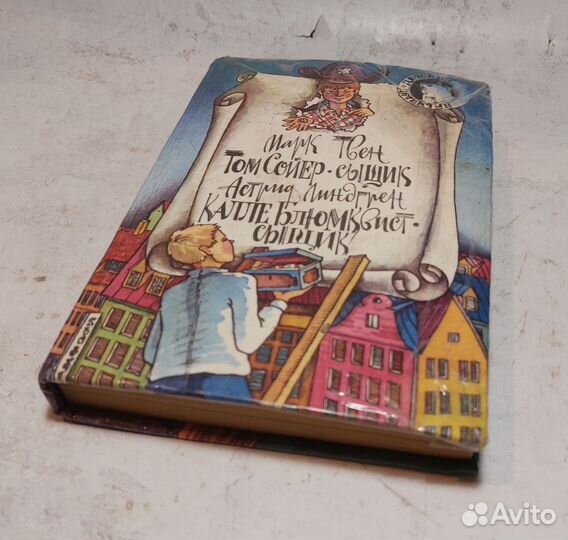 Марк Твен
Том Сойер · сыщик
Астрид Линдгрен
Калле Блюмквист ·
сыщик
Avito